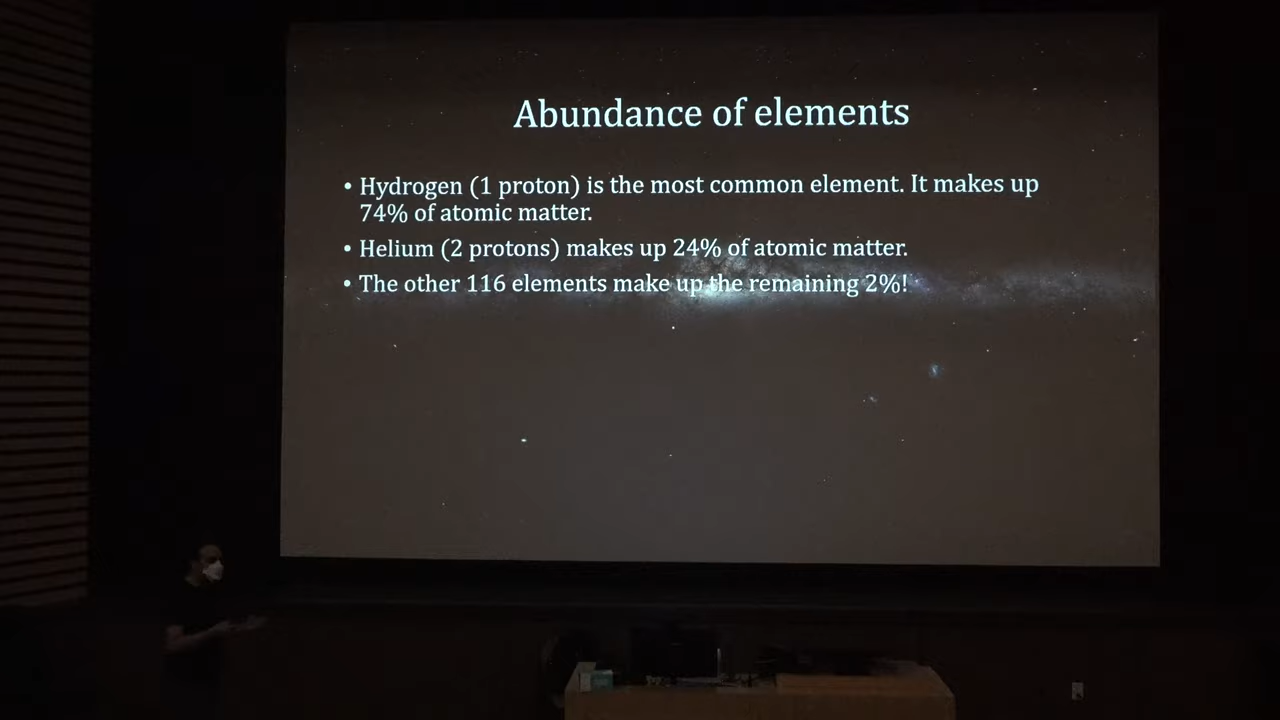 Abundance of elements
• Hydrogen (1 proton) is the most common element. It makes up
74% of atomic matter.
• Helium (2 protons) makes up 24% of atomic matter.
• The other 116 elements make up the remaining 2%!